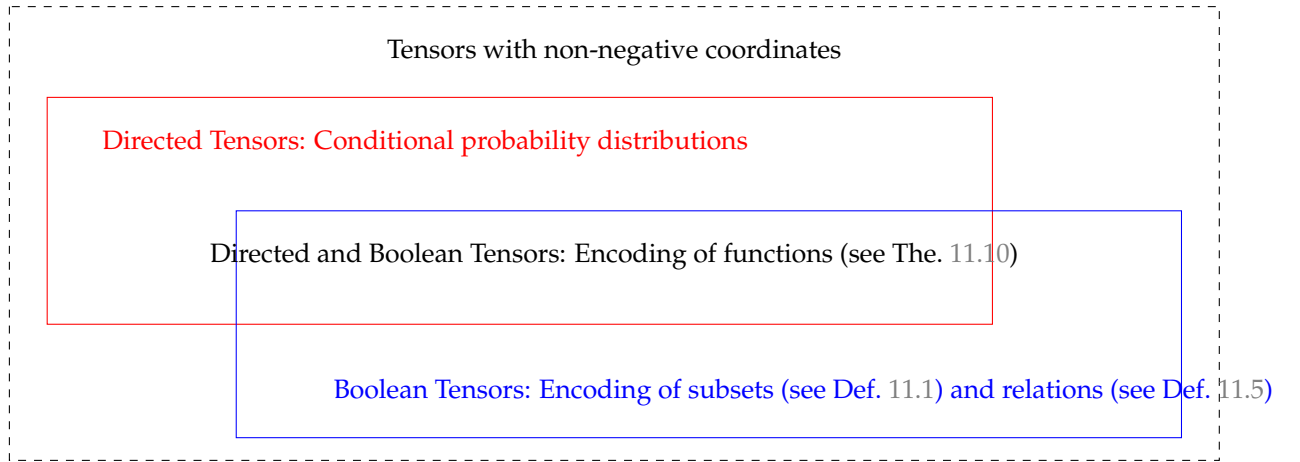 Tensors with non-negative coordinates
Directed Tensors: Conditional probability distributions
Directed and Boolean Tensors: Encoding of functions (see The. 11.10)
Boolean Tensors: Encoding of subsets (see Def. 11.1) and relations (see Def. 11.5)